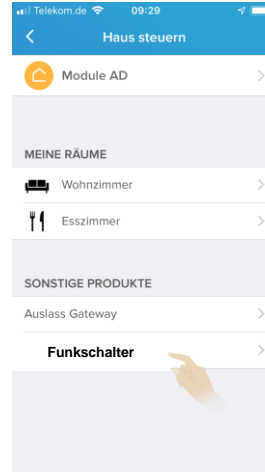 Telekom.de 09:29
Haus steuern
Module AD
MEINE RÄUME
Wohnzimmer
Esszimmer
SONSTIGE PRODUKTE
Auslass Gateway
Funkschalter